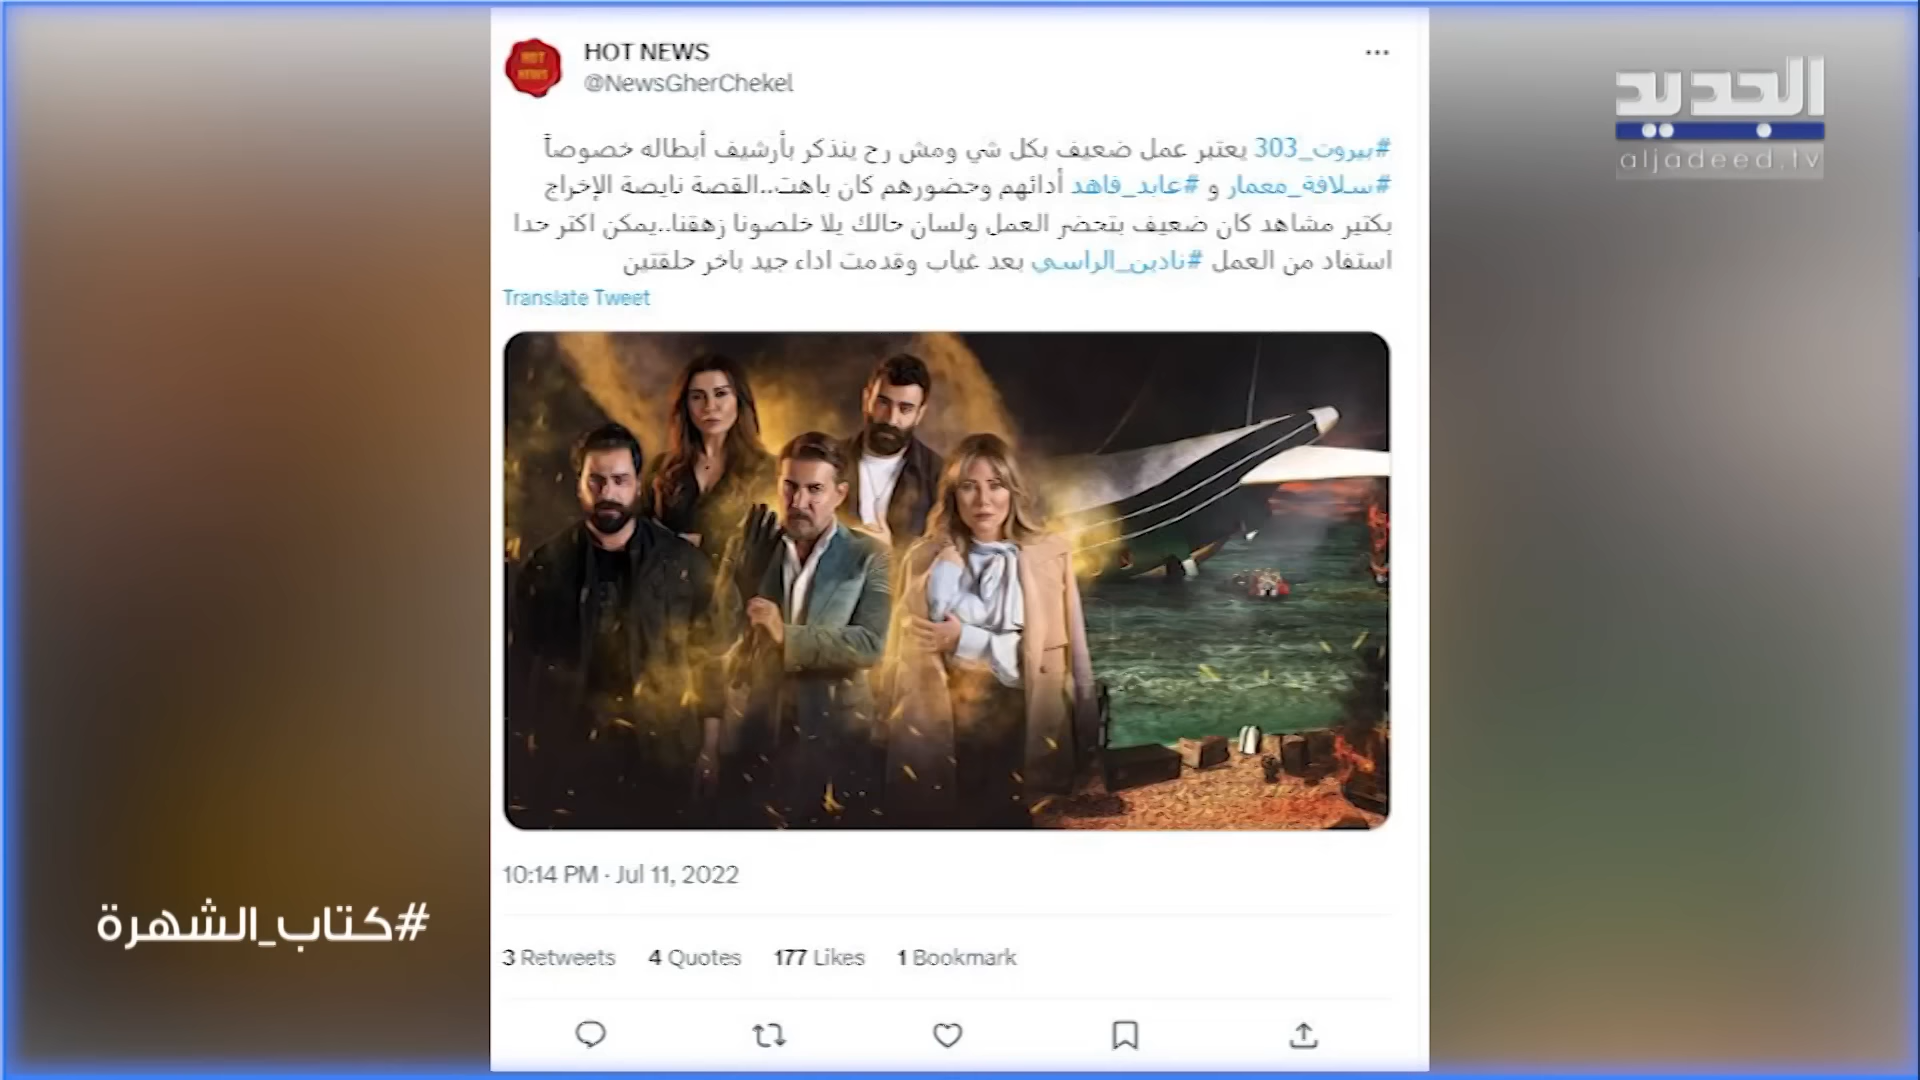 HOT NEWS
@NewsGherChekel
الجديد
aljadeed.tv
#بيروت_303 يعتبر عمل ضعيف بكل شي ومش رح ينذكر بأرشيف أبطاله خصوصاً
#سلافة_معمار و #عابد_فاهد أدائهم وحضورهم كان باهت..القصة نايصة الإخراج
بكتير مشاهد كان ضعيف بتحضر العمل ولسان حالك يلا خلصونا زهقنا..يمكن اكتر حدا
استفاد من العمل #نادين_الراسي بعد غياب وقدمت اداء جيد باخر حلقتين
Translate Tweet
10:14 PM · Jul 11, 2022
#كتاب_الشهرة
3 Retweets 4 Quotes 177 Likes 1 Bookmark